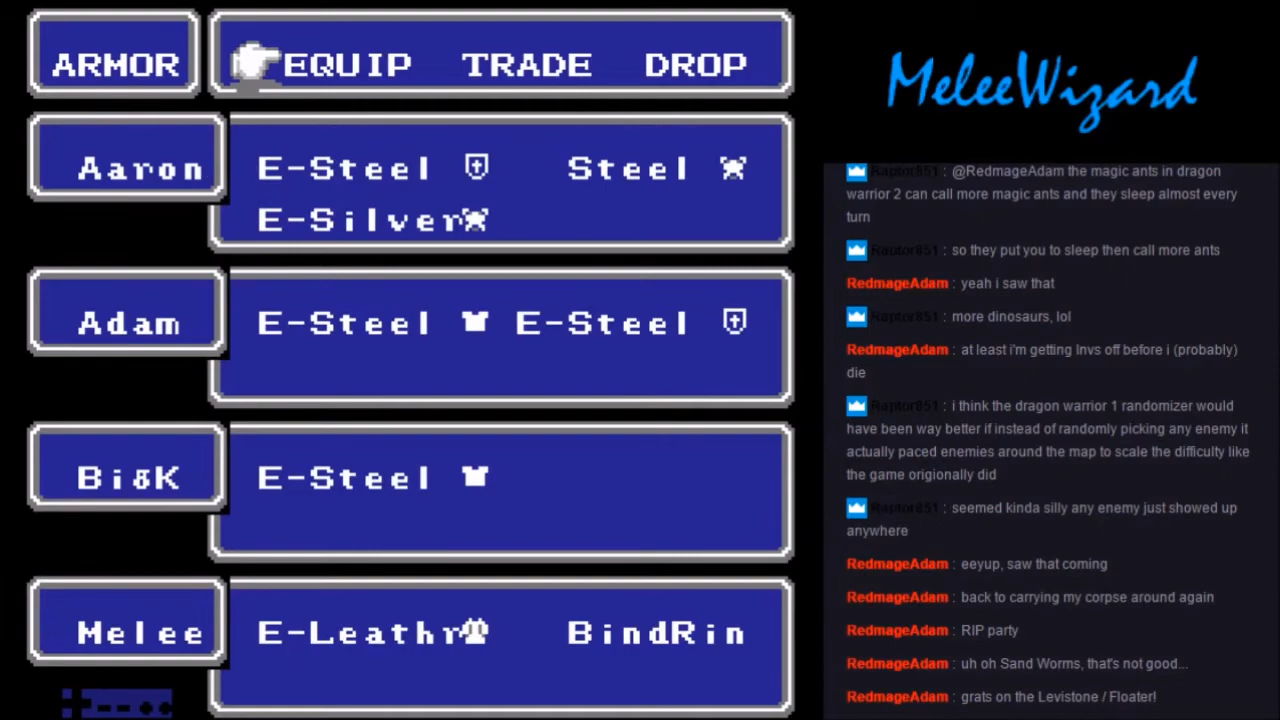 ARMOR
EQUIP TRADE DROP
Aaron
E-Steel Steel
E-Silver
Adam
E-Steel E-Steel
Bi&K
E-Steel
Melee
E-Leathr BindRin
MeleeWizard
Raptor851 : @RedmageAdam the magic ants in dragon
warrior 2 can call more magic ants and they sleep almost every
turn
Raptor851 : so they put you to sleep then call more ants
RedmageAdam : yeah i saw that
Raptor851 : more dinosaurs, lol
RedmageAdam : at least i'm getting Invs off before i (probably)
die
Raptor851 : i think the dragon warrior 1 randomizer would
have been way better if instead of randomly picking any enemy it
actually paced enemies around the map to scale the difficulty like
the game origionally did
Raptor851 : seemed kinda silly any enemy just showed up
anywhere
RedmageAdam : eeyup, saw that coming
RedmageAdam : back to carrying my corpse around again
RedmageAdam : RIP party
RedmageAdam : uh oh Sand Worms, that's not good...
RedmageAdam : grats on the Levistone / Floater!